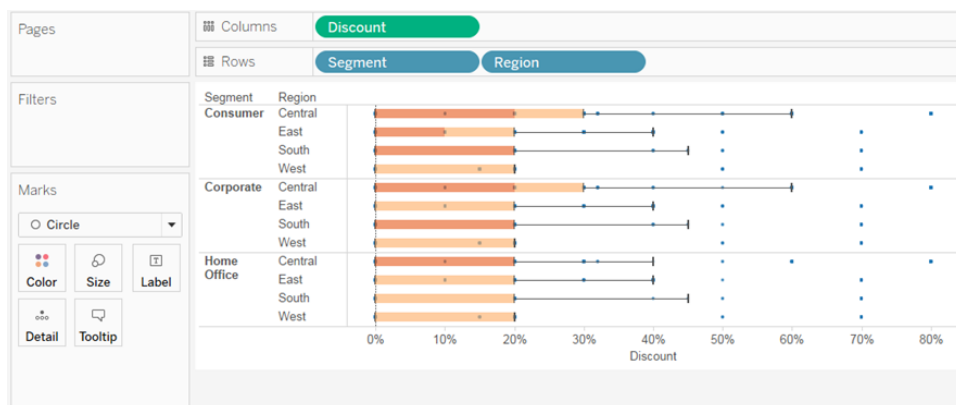 Pages
Columns
Discount
Rows
Segment
Region
Filters
Marks
Circle
Color
Size
Label
Detail
Tooltip
Segment Region
Consumer Central
East
South
West
Corporate Central
East
South
West
Home Office Central
East
South
West
0% 10% 20% 30% 40% 50% 60% 70% 80%
Discount